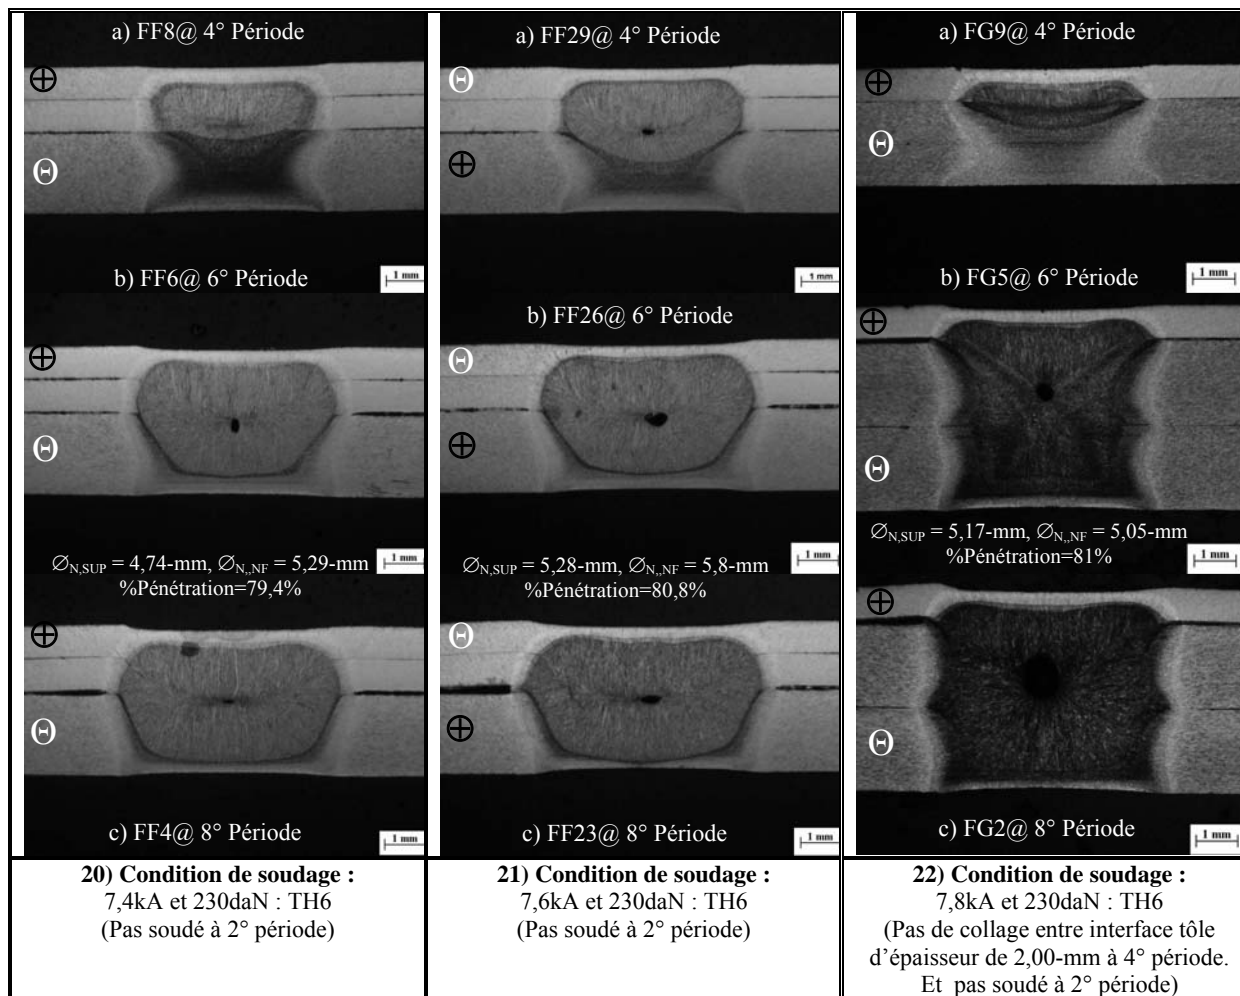 a) FF8@ 4° Période
⊕
Θ
1 mm
b) FF6@ 6° Période
⊕
Θ
1 mm
∅N,SUP = 4,74-mm, ∅N,,NF = 5,29-mm
%Pénétration=79,4%
⊕
Θ
c) FF4@ 8° Période
1 mm
20) Condition de soudage :
7,4kA et 230daN : TH6
(Pas soudé à 2° période)
a) FF29@ 4° Période
Θ
⊕
1 mm
b) FF26@ 6° Période
Θ
⊕
1 mm
∅N,SUP = 5,28-mm, ∅N,,NF = 5,8-mm
%Pénétration=80,8%
Θ
⊕
c) FF23@ 8° Période
1 mm
21) Condition de soudage :
7,6kA et 230daN : TH6
(Pas soudé à 2° période)
a) FG9@ 4° Période
⊕
Θ
b) FG5@ 6° Période
1 mm
⊕
Θ
∅N,SUP = 5,17-mm, ∅N,,NF = 5,05-mm
%Pénétration=81%
1 mm
⊕
Θ
c) FG2@ 8° Période
1 mm
22) Condition de soudage :
7,8kA et 230daN : TH6
(Pas de collage entre interface tôle
d’épaisseur de 2,00-mm à 4° période.
Et pas soudé à 2° période)